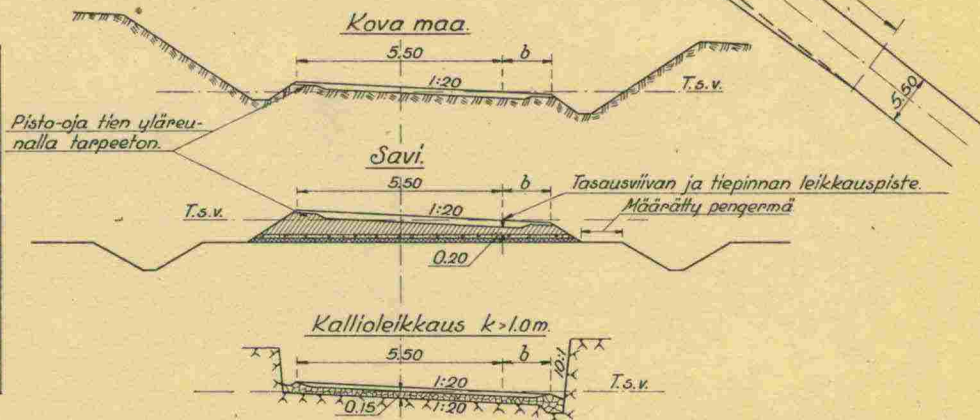 Kova maa.
5.50 b
1:20
T.s.v.
5.50
Pisto-oja tien yläreu-
nalla tarpeeton.
Savi.
5.50 b
Tasausviivan ja tiepinnan leikkauspiste.
T.s.v. 1:20
Määrätty pengermä
0.20
Kallioleikkaus k>1.0m.
5.50 b
10:1
1:20
T.s.v.
0.15 1:20